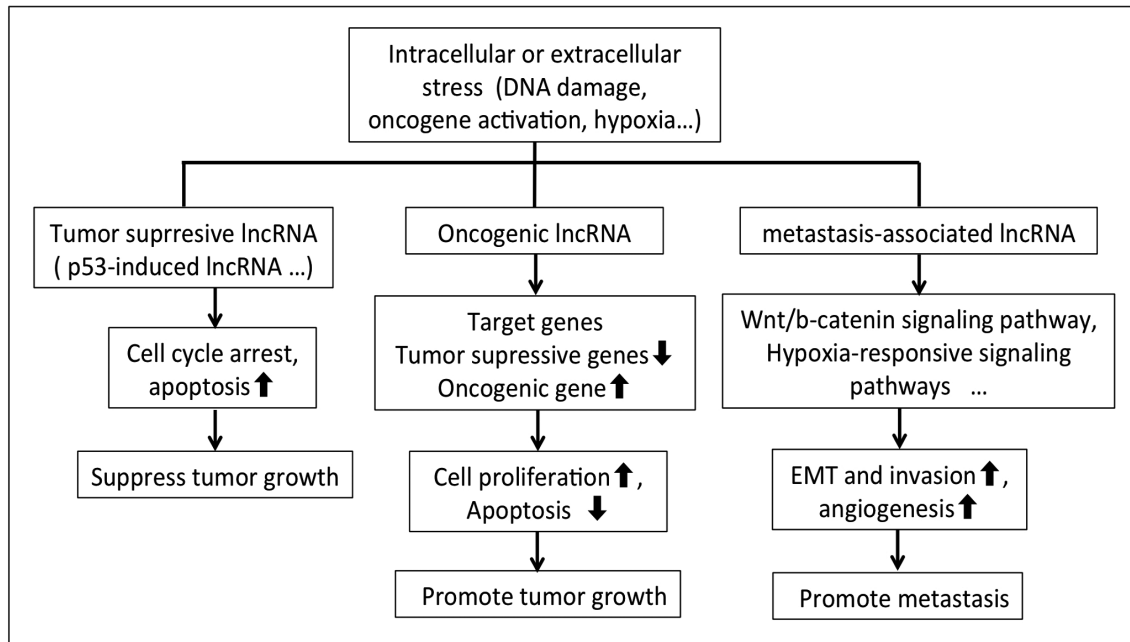 Intracellular or extracellular
stress (DNA damage,
oncogene activation, hypoxia...)
Tumor suprresive lncRNA
( p53-induced lncRNA ...)
Cell cycle arrest,
apoptosis ⬆
Suppress tumor growth
Oncogenic lncRNA
Target genes
Tumor supressive genes ⬇
Oncogenic gene ⬆
Cell proliferation ⬆,
Apoptosis ⬇
Promote tumor growth
metastasis-associated lncRNA
Wnt/b-catenin signaling pathway,
Hypoxia-responsive signaling
pathways ...
EMT and invasion ⬆,
angiogenesis ⬆
Promote metastasis